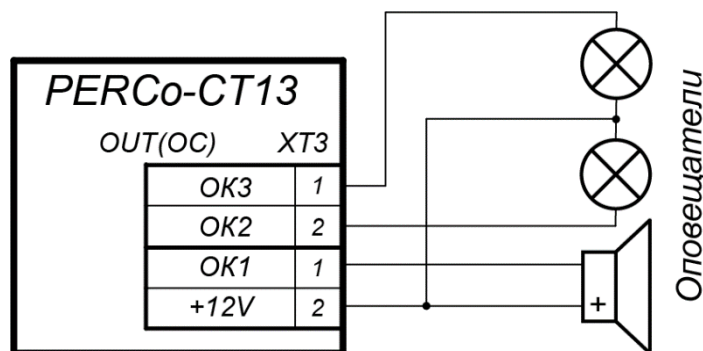 PERCo-CT13
OUT(OC) XT3
OK3 1
OK2 2
OK1 1
+12V 2
+
Оповещатели